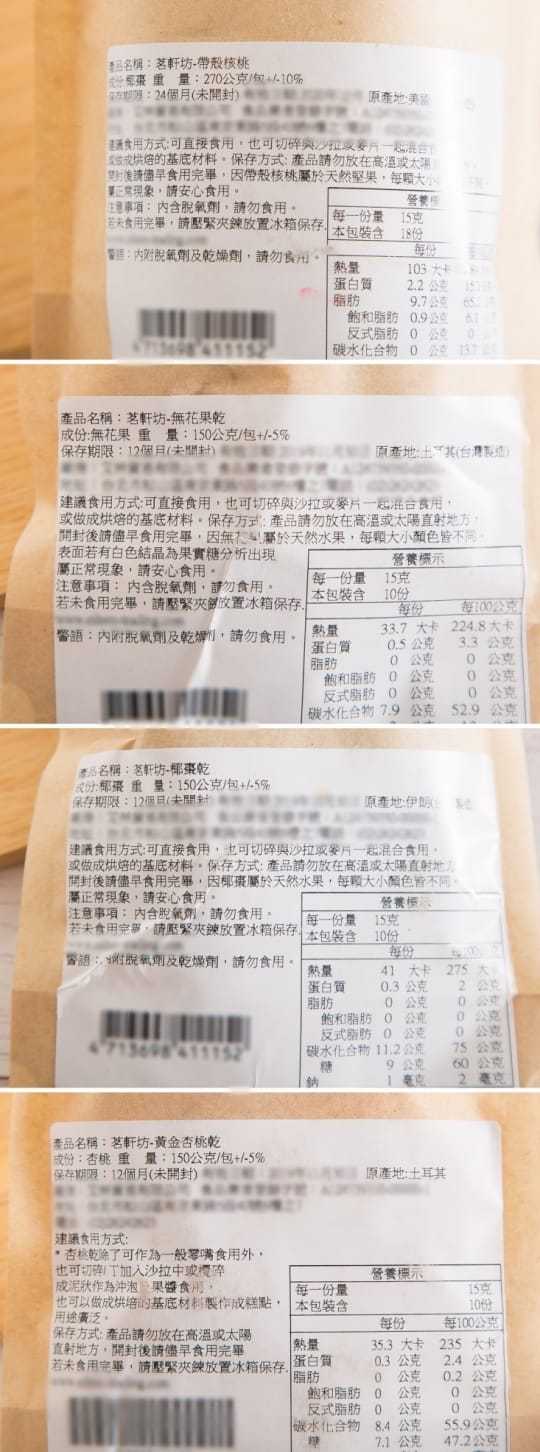 產品名稱：茗軒坊-帶殼核桃
成份:椰棗 重 量：270公克/包+/-10%
保存期限：24個月(未開封)
原產地:美國
建議食用方式:可直接食用，也可切碎與沙拉或麥片一起混合食
或做成烘焙的基底材料。保存方式: 產品請勿放在高溫或太陽
開封後請儘早食用完畢，因帶殼核桃屬於天然堅果，每顆大小
屬正常現象，請安心食用。
注意事項： 內含脫氧劑，請勿食用。
若未食用完畢，請壓緊夾鍊放置冰箱保存.
警語：內附脫氧劑及乾燥劑，請勿食用。
營養標
每一份量 15克
本包裝含 18份
每份
熱量 103 大卡
蛋白質 2.2 公克
脂肪 9.7 公克
飽和脂肪 0.9 公克 6.1
反式脂肪 0 公克 0
碳水化合物 0 公克 13.7
4 713698 411152
產品名稱：茗軒坊-無花果乾
成份:無花果 重 量：150公克/包+/-5%
保存期限：12個月(未開封)
原產地:土耳其(台灣製造)
建議食用方式:可直接食用，也可切碎與沙拉或麥片一起混合食用，
或做成烘焙的基底材料。保存方式: 產品請勿放在高溫或太陽直射地方，
開封後請儘早食用完畢，因無花 屬於天然水果，每顆大小顏色皆不同。
表面若有白色結晶為果實糖分析出現
屬正常現象，請安心食用。
注意事項： 內含脫氧劑，請勿食用。
若未食用完畢，請壓緊夾鍊放置冰箱保存.
警語：內附脫氧劑及乾燥劑，請勿食用。
營養標示
每一份量 15克
本包裝含 10份
每份 每100公克
熱量 33.7 大卡 224.8大卡
蛋白質 0.5 公克 3.3 公克
脂肪 0 公克 0 公克
飽和脂肪 0 公克 0 公克
反式脂肪 0 公克 0 公克
碳水化合物 7.9 公克 52.9 公克
產品名稱：茗軒坊-椰棗乾
成份:椰棗 重 量：150公克/包+/-5%
保存期限：12個月(未開封)
原產地:伊朗
建議食用方式:可直接食用，也可切碎與沙拉或麥片一起混合食用，
或做成烘焙的基底材料。保存方式: 產品請勿放在高溫或太陽直射地方
開封後請儘早食用完畢，因椰棗屬於天然水果，每顆大小顏色皆不同。
屬正常現象，請安心食用。
注意事項： 內含脫氧劑，請勿食用。
若未食用完畢，請壓緊夾鍊放置冰箱保存.
警語：內附脫氧劑及乾燥劑，請勿食用。
營養標示
每一份量 15克
本包裝含 10份
每份 每100公
熱量 41 大卡 275 大卡
蛋白質 0.3 公克 2 公克
脂肪 0 公克 0 公克
飽和脂肪 0 公克 0 公克
反式脂肪 0 公克 0 公克
碳水化合物 11.2 公克 75 公克
糖 9 公克 60 公克
鈉 1 毫克 2 毫克
4 713698 411152
產品名稱：茗軒坊-黃金杏桃乾
成份：杏桃 重 量：150公克/包+/-5%
保存期限：12個月(未開封)
原產地:土耳其
建議食用方式:
* 杏桃乾除了可作為一般零嘴食用外，
也可切碎 丁加入沙拉中或攪碎
成泥狀作為沖泡 果醬食用，
也可以做成烘焙的基底材料製作成糕點，
用途廣泛。
保存方式: 產品請勿放在高溫或太陽
直射地方，開封後請儘早食用完畢
若未食用完畢，請壓緊夾鍊放置冰箱保存.
營養標示
每一份量 15克
本包裝含 10份
每份 每100公克
熱量 35.3 大卡 235 大卡
蛋白質 0.3 公克 2.4 公克
脂肪 0 公克 0.2 公克
飽和脂肪 0 公克 0 公克
反式脂肪 0 公克 0 公克
碳水化合物 8.4 公克 55.9公克
糖 7.1 公克 47.2公克